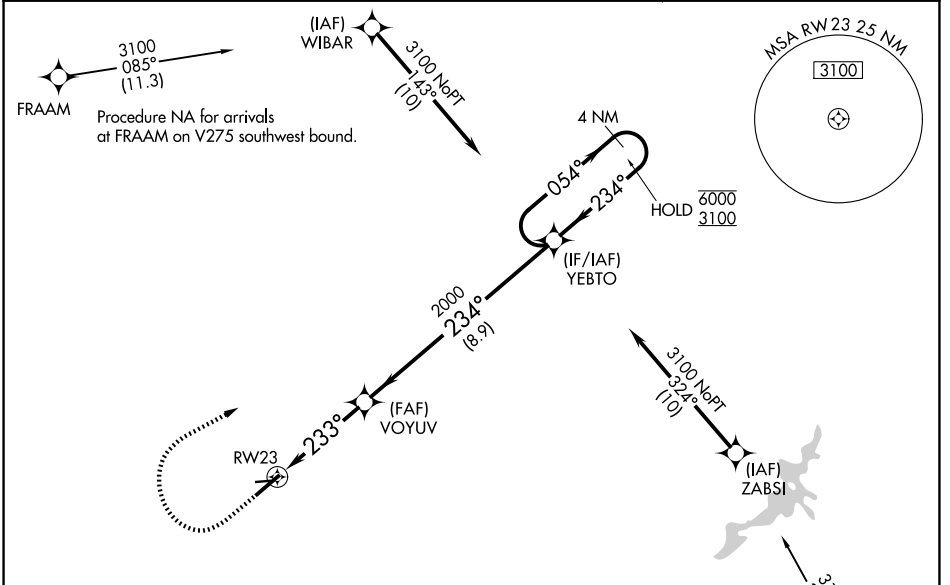 3100
085°
(11.3)
FRAAM
Procedure NA for arrivals
at FRAAM on V275 southwest bound.
(IAF)
WIBAR
3100 NoPT
143°
(10)
MSA RW 23 25 NM
3100
4 NM
054°
234°
HOLD
6000
3100
(IF/IAF)
YEBTO
2000
234°
(8.9)
(FAF)
VOYUV
233°
RW23
3100 NoPT
324°
(10)
(IAF)
ZABSI